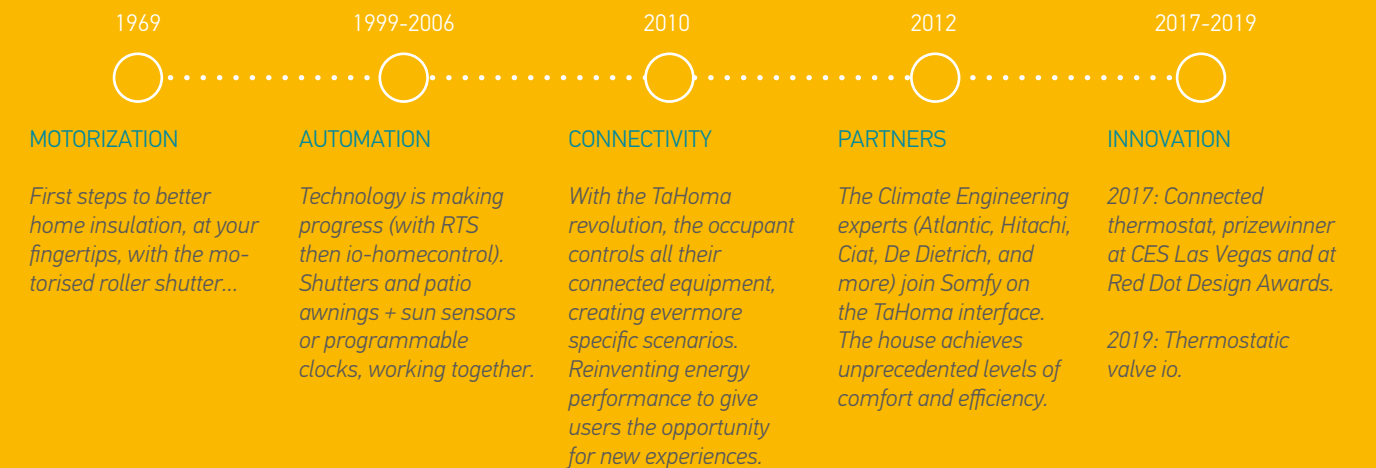 1969
1999-2006
2010
2012
2017-2019
MOTORIZATION
First steps to better
home insulation, at your
fingertips, with the mo-
torised roller shutter...
AUTOMATION
Technology is making
progress (with RTS
then io-homecontrol).
Shutters and patio
awnings + sun sensors
or programmable
clocks, working together.
CONNECTIVITY
With the TaHoma
revolution, the occupant
controls all their
connected equipment,
creating evermore
specific scenarios.
Reinventing energy
performance to give
users the opportunity
for new experiences.
PARTNERS
The Climate Engineering
experts (Atlantic, Hitachi,
Ciat, De Dietrich, and
more) join Somfy on
the TaHoma interface.
The house achieves
unprecedented levels of
comfort and efficiency.
INNOVATION
2017: Connected
thermostat, prizewinner
at CES Las Vegas and at
Red Dot Design Awards.
2019: Thermostatic
valve io.